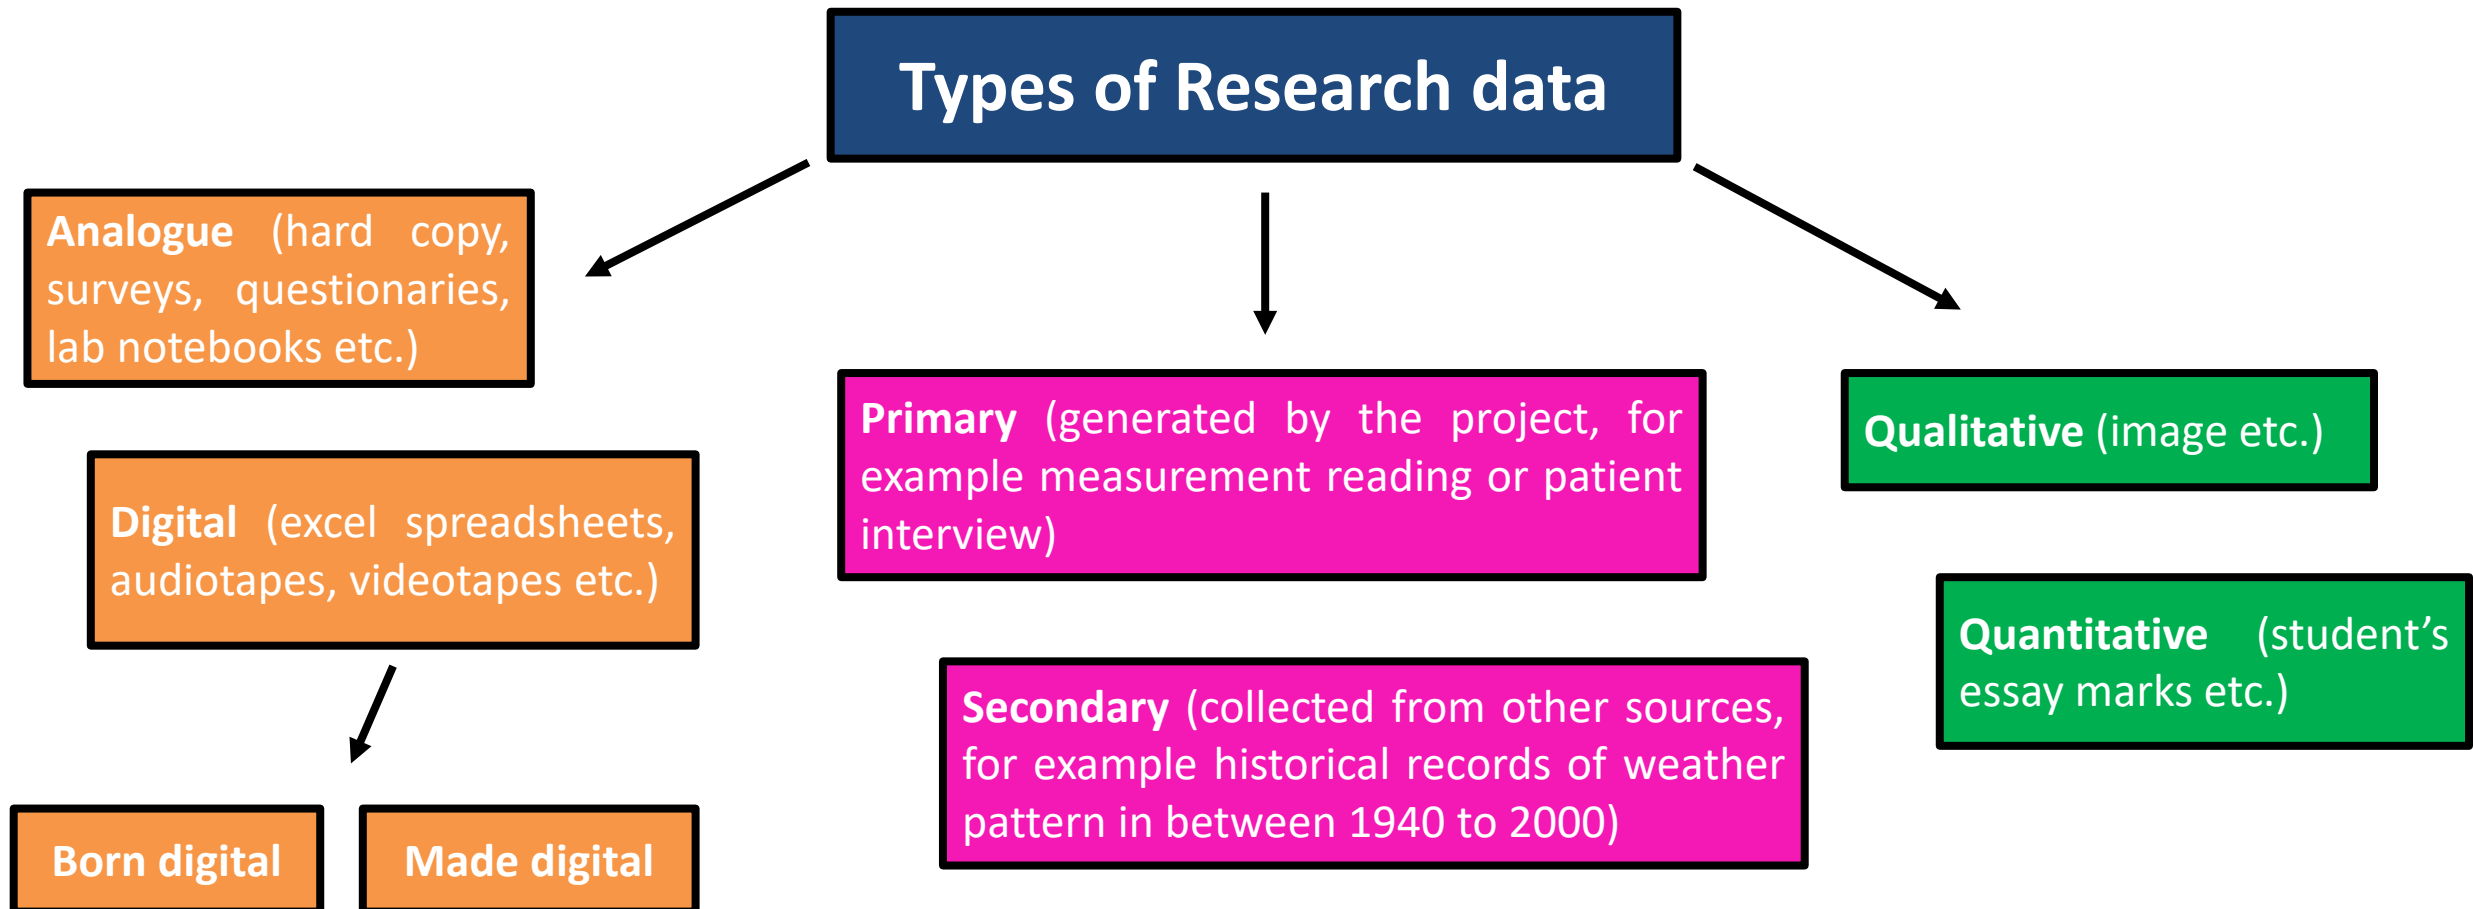 Types of Research data
Analogue (hard copy,
surveys, questionaries,
lab notebooks etc.)
Digital (excel spreadsheets,
audiotapes, videotapes etc.)
Born digital
Made digital
Primary (generated by the project, for
example measurement reading or patient
interview)
Secondary (collected from other sources,
for example historical records of weather
pattern in between 1940 to 2000)
Qualitative (image etc.)
Quantitative (student’s
essay marks etc.)